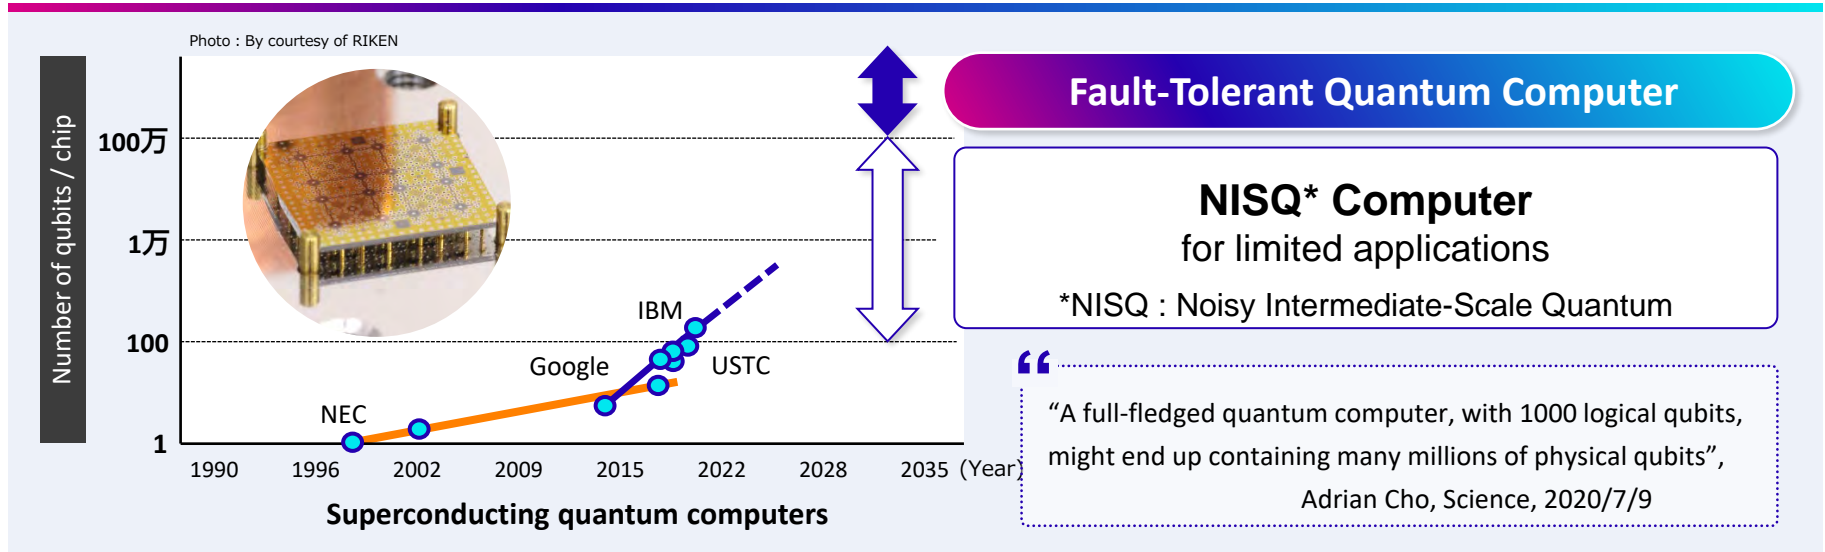 Photo : By courtesy of RIKEN
Number of qubits / chip
100万
1万
100
1
IBM
Google
USTC
NEC
1990 1996 2002 2009 2015 2022 2028 2035 (Year)
Superconducting quantum computers
Fault-Tolerant Quantum Computer
NISQ* Computer
for limited applications
*NISQ : Noisy Intermediate-Scale Quantum
“
“A full-fledged quantum computer, with 1000 logical qubits,
might end up containing many millions of physical qubits”,
Adrian Cho, Science, 2020/7/9